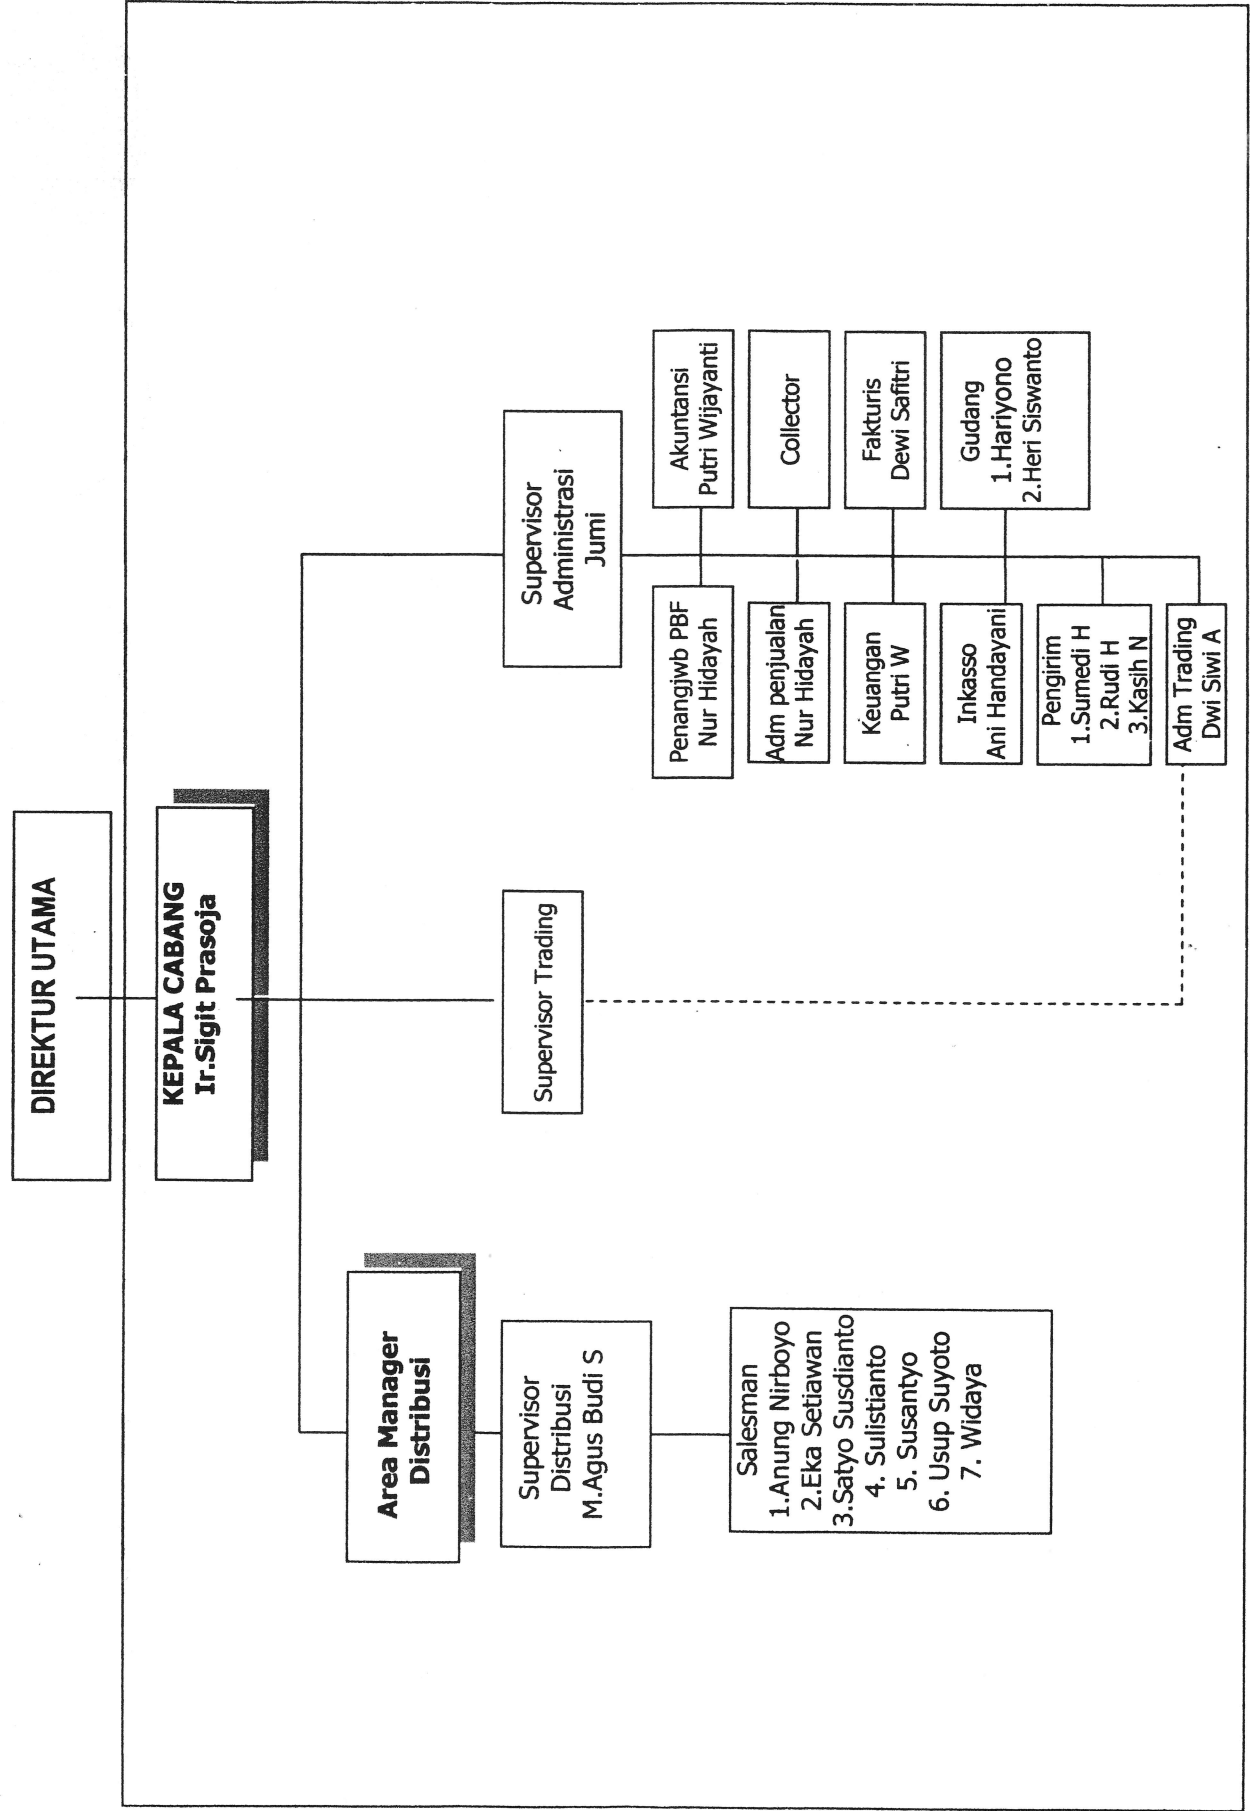 DIREKTUR UTAMA
KEPALA CABANG
Ir.Sigit Prasoja
Area Manager
Distribusi
Supervisor
Distribusi
M.Agus Budi S
Salesman
1.Anung Nirboyo
2.Eka Setiawan
3.Satyo Susdianto
4. Sulistianto
5. Susantyo
6. Usup Suyoto
7. Widaya
Supervisor Trading
Supervisor
Administrasi
Jumi
Penangjwb PBF
Nur Hidayah
Akuntansi
Putri Wijayanti
Adm penjualan
Nur Hidayah
Collector
Keuangan
Putri W
Fakturis
Dewi Safitri
Inkasso
Ani Handayani
Gudang
1.Hariyono
2.Heri Siswanto
Pengirim
1.Sumedi H
2.Rudi H
3.Kasih N
Adm Trading
Dwi Siwi A